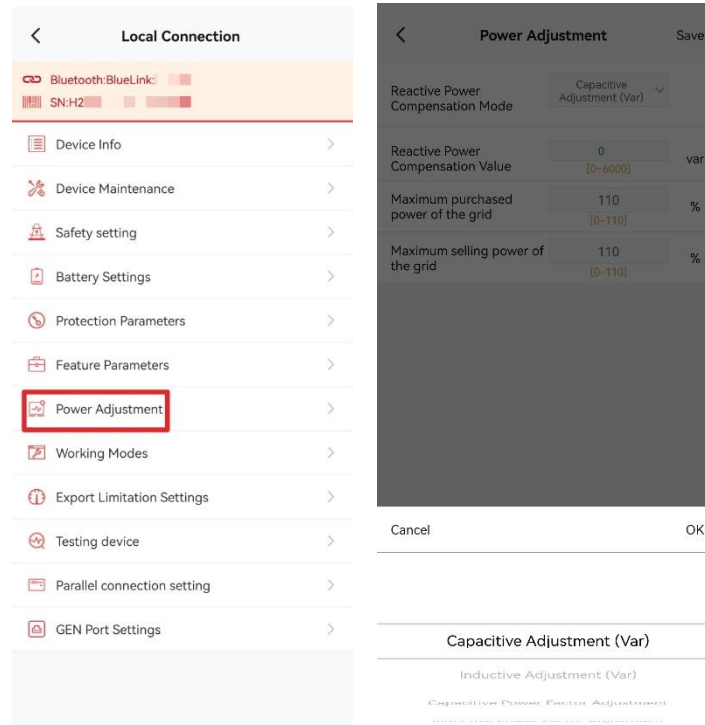 Local Connection
Bluetooth:BlueLink:
SN:H2
Device Info
Device Maintenance
Safety setting
Battery Settings
Protection Parameters
Feature Parameters
Power Adjustment
Working Modes
Export Limitation Settings
Testing device
Parallel connection setting
GEN Port Settings
Power Adjustment Save
Reactive Power
Compensation Mode
Capacitive
Adjustment (Var)
Reactive Power
Compensation Value
0
[0~6000]
var
Maximum purchased
power of the grid
110
[0-110]
%
Maximum selling power of
the grid
110
[0-110]
%
Cancel OK
Capacitive Adjustment (Var)
Inductive Adjustment (Var)
Capacitive Power Factor Adjustment